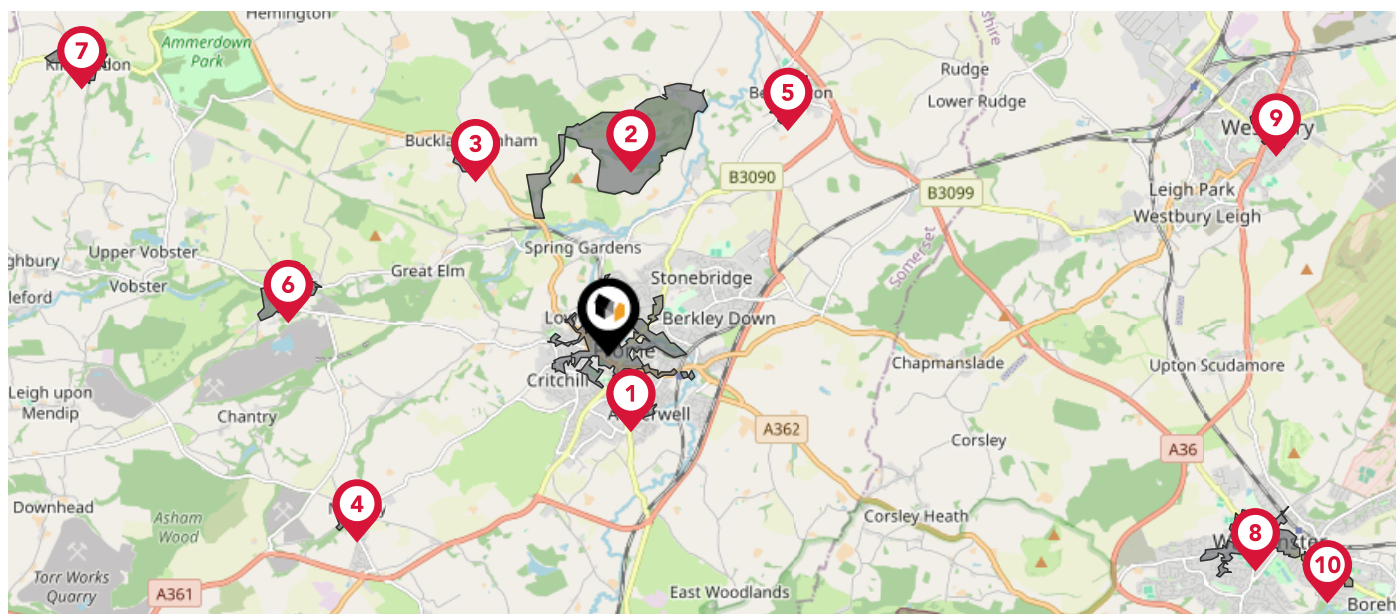 Hemington
Ammerdown
Park
7
Rudge
Lower Rudge
5
9
3
2
B3090
B3099
Leigh Park
Westbury Leigh
Spring Gardens
Somerset
Upper Vobster
Vobster
Great Elm
6
Stonebridge
Berkley Down
Chapmanslade
Upton Scudamore
Critchill
1
Leigh upon
Mendip
Chantry
A362
Corsley
A36
4
Downhead
Asham
Wood
Corsley Heath
8
10
Torr Works
Quarry
A361
East Woodlands